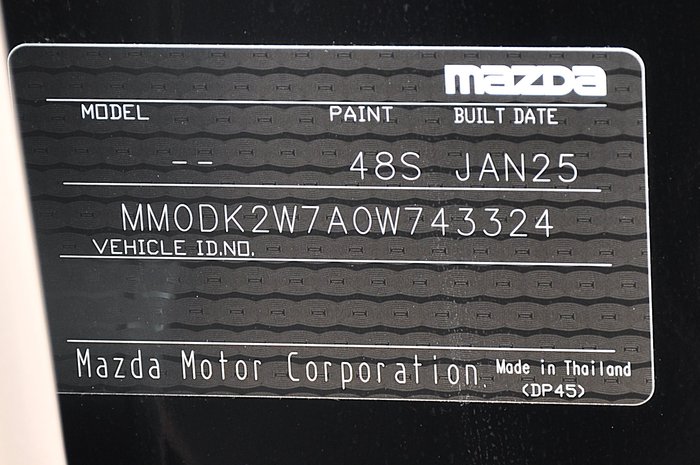 mazda
MODEL PAINT BUILT DATE
-- 48S JAN25
MM0DK2W7A0W743324
VEHICLE ID.NO.
Mazda Motor Corporation. Made in Thailand
(DP45)